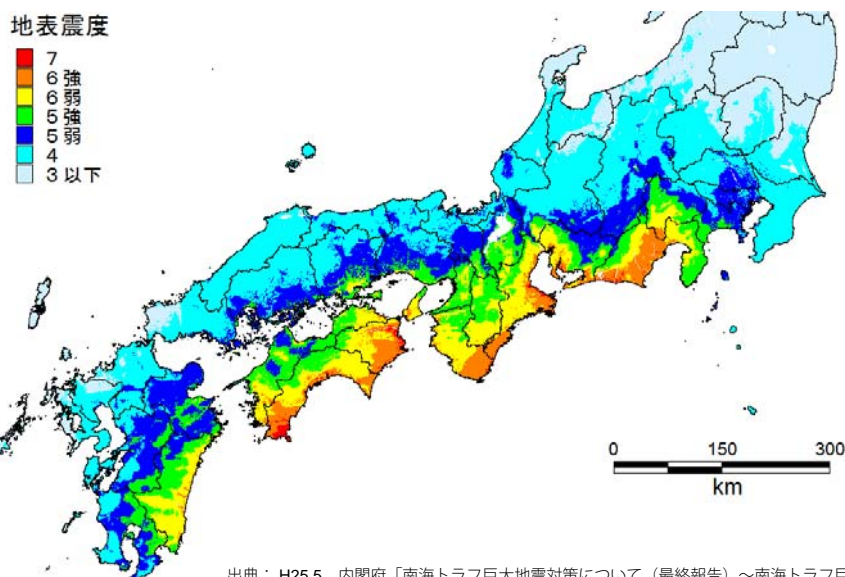 地表震度
7
6強
6弱
5強
5弱
4
3以下
0 150 300
km
出典： H25.5 内閣府「南海トラフ巨大地震対策について（最終報告）～南海トラフ巨